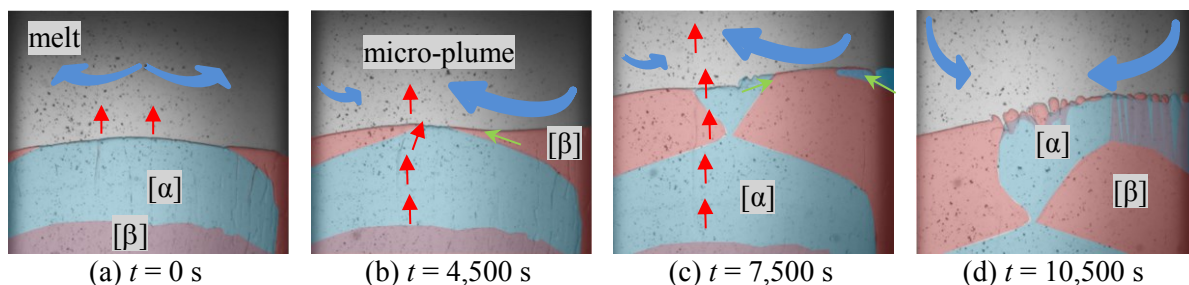 melt
[α]
[β]
(a) t = 0 s
micro-plume
[β]
(b) t = 4,500 s
[α]
(c) t = 7,500 s
[α]
[β]
(d) t = 10,500 s